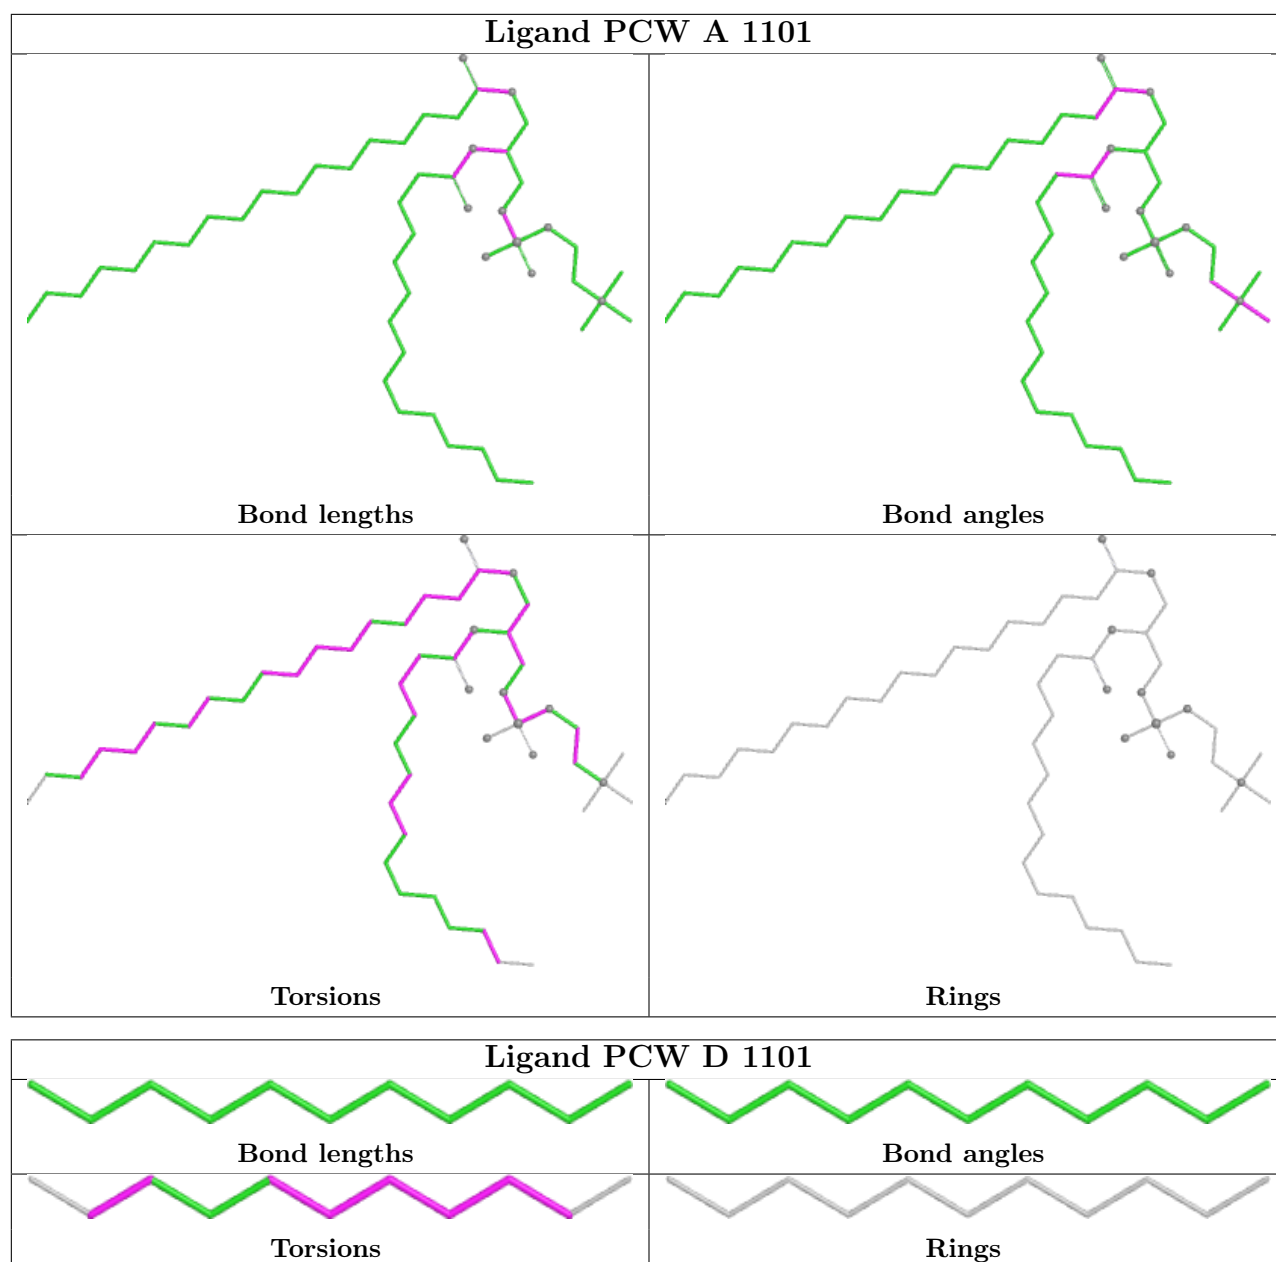 Ligand PCW A 1101
Bond lengths
Bond angles
Torsions
Rings
Ligand PCW D 1101
Bond lengths
Bond angles
Torsions
Rings